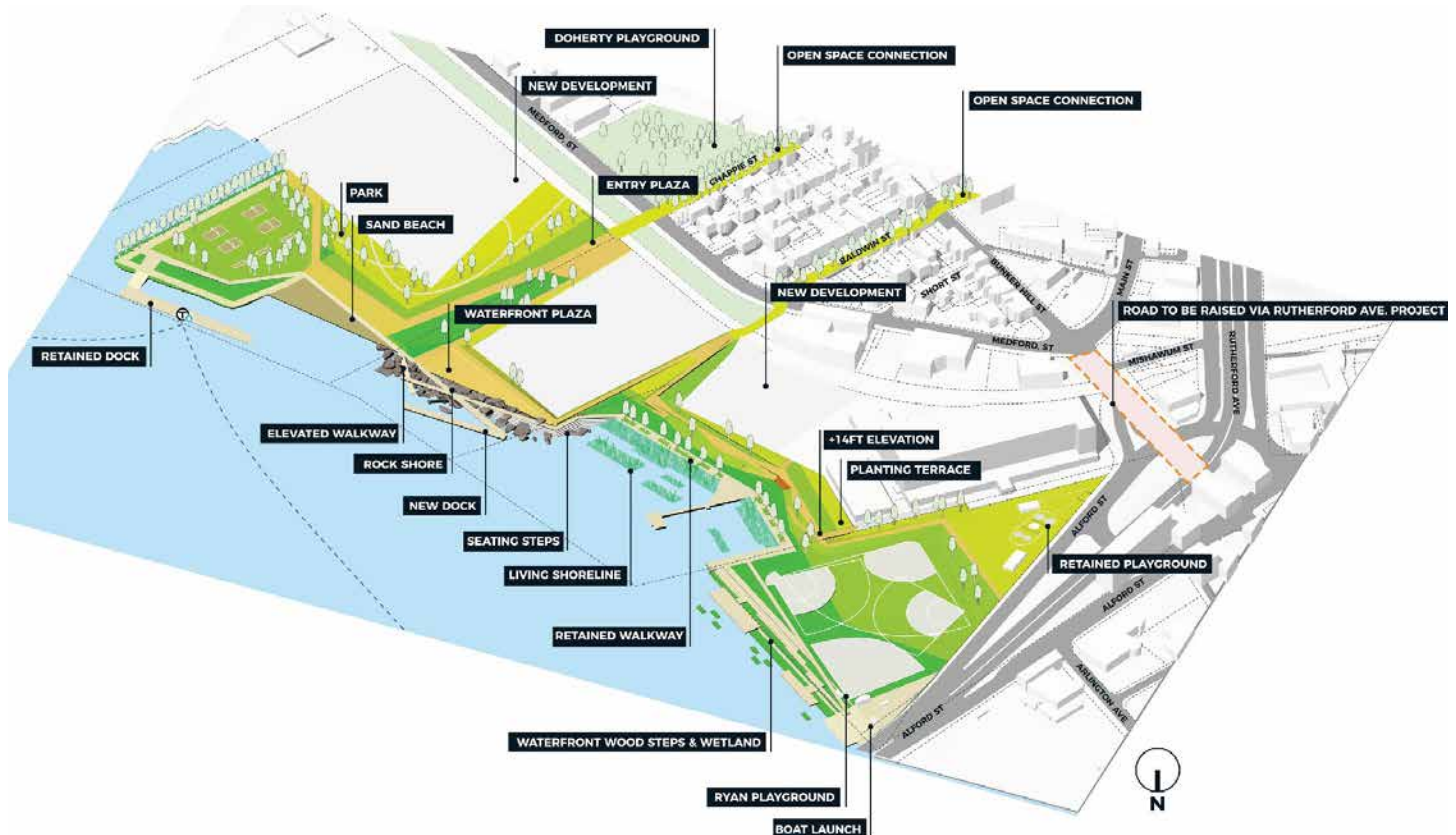 DOHERTY PLAYGROUND
OPEN SPACE CONNECTION
NEW DEVELOPMENT
OPEN SPACE CONNECTION
MEDFORD, ST
CHAPPIE ST
ENTRY PLAZA
PARK
SAND BEACH
BALDWIN ST
BUNKER HILL ST
MAIN ST
SHORT ST
NEW DEVELOPMENT
ROAD TO BE RAISED VIA RUTHERFORD AVE. PROJECT
WATERFRONT PLAZA
T
RETAINED DOCK
MEDFORD, ST
MISHAWUM ST
RUTHERFORD AVE
ELEVATED WALKWAY
+14FT ELEVATION
ROCK SHORE
PLANTING TERRACE
NEW DOCK
ALFORD ST
SEATING STEPS
RETAINED PLAYGROUND
LIVING SHORELINE
ALFORD ST
RETAINED WALKWAY
ARLINGTON AVE
ALFORD ST
WATERFRONT WOOD STEPS & WETLAND
RYAN PLAYGROUND
N
BOAT LAUNCH